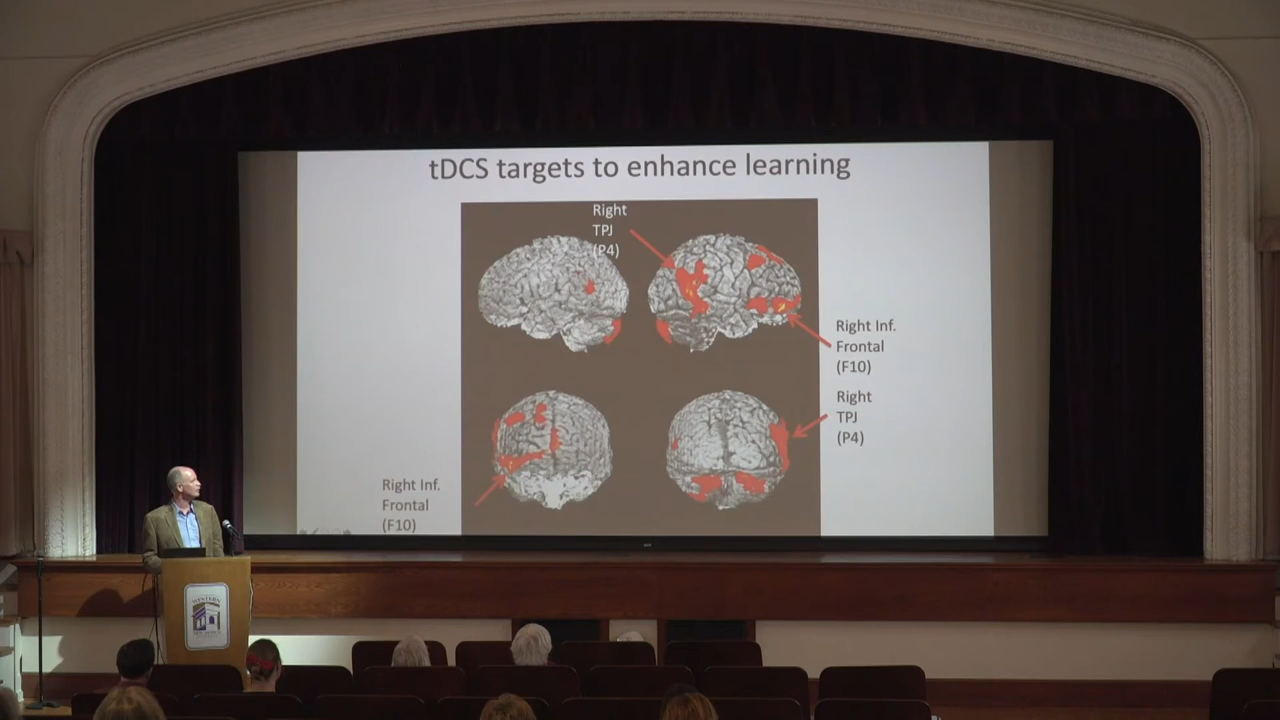 tDCS targets to enhance learning
Right
TPJ
(P4)
Right Inf.
Frontal
(F10)
Right
TPJ
(P4)
Right Inf.
Frontal
(F10)
WESTERN